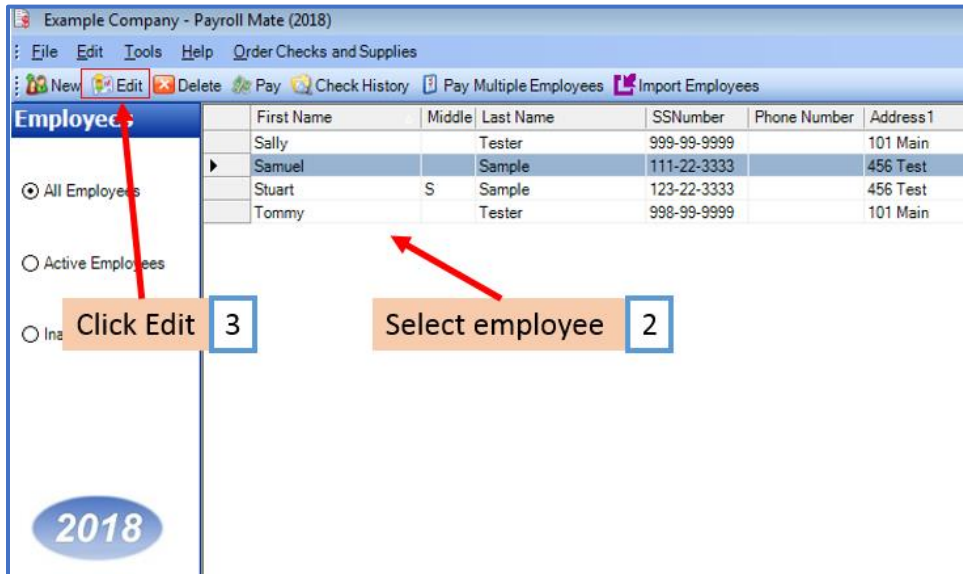 Example Company - Payroll Mate (2018)
File Edit Tools Help Order Checks and Supplies
New Edit Delete Pay Check History Pay Multiple Employees Import Employees
Employees First Name Middle Last Name SSNumber Phone Number Address1
Sally Tester 999-99-9999 101 Main
Samuel Sample 111-22-3333 456 Test
All Employees Stuart S Sample 123-22-3333 456 Test
Tommy Tester 998-99-9999 101 Main
Active Employees
Click Edit 3 Select employee 2
2018